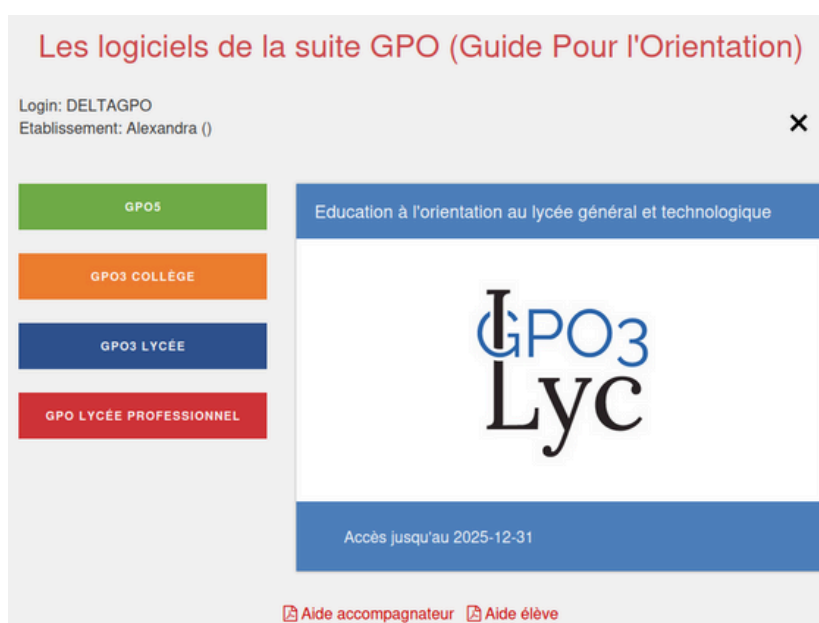 Les logiciels de la suite GPO (Guide Pour l'Orientation)
Login: DELTAGPO
Etablissement: Alexandra ()
GPO5
GPO3 COLLÈGE
GPO3 LYCÉE
GPO LYCÉE PROFESSIONNEL
Education à l'orientation au lycée général et technologique
GPO3
Lyc
Accès jusqu'au 2025-12-31
Aide accompagnateur Aide élève